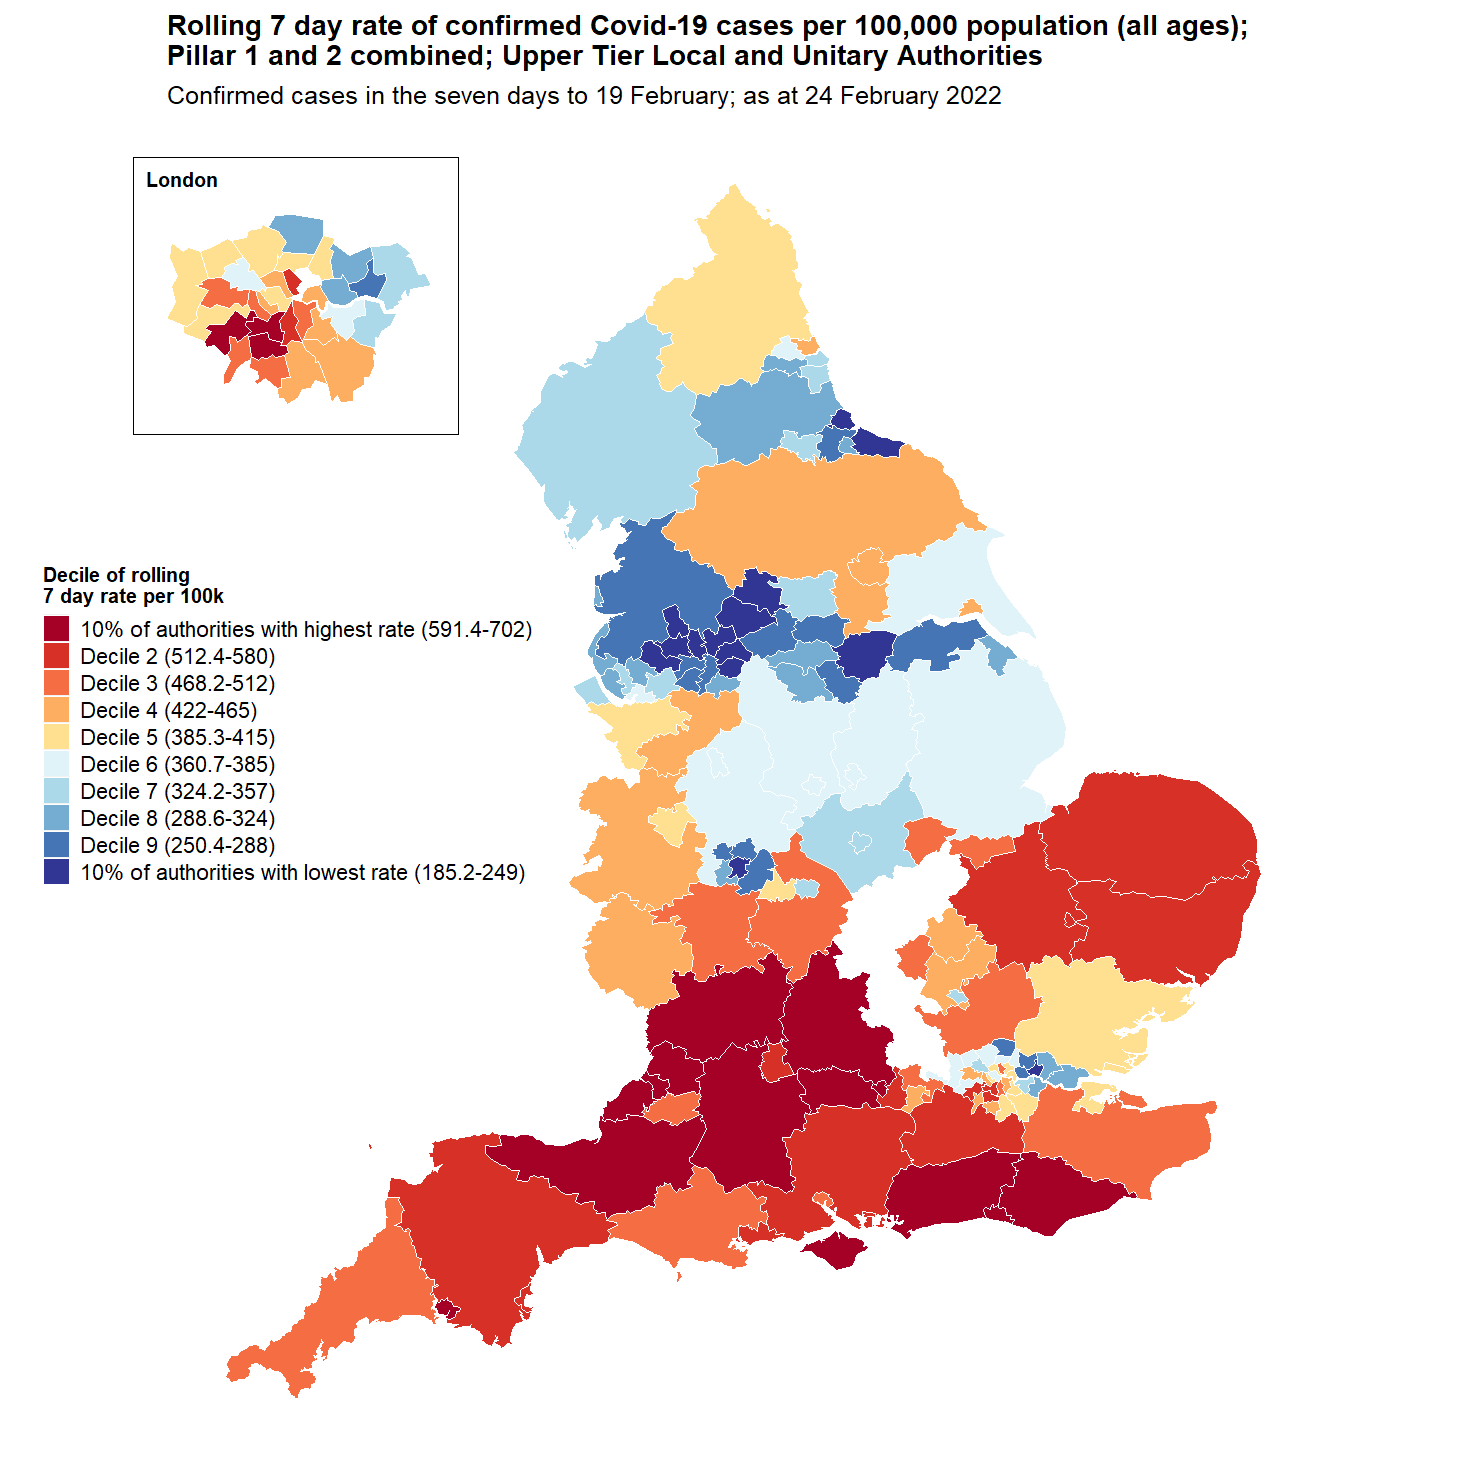 Rolling 7 day rate of confirmed Covid-19 cases per 100,000 population (all ages);
Pillar 1 and 2 combined; Upper Tier Local and Unitary Authorities
Confirmed cases in the seven days to 19 February; as at 24 February 2022
London
Decile of rolling
7 day rate per 100k
10% of authorities with highest rate (591.4-702)
Decile 2 (512.4-580)
Decile 3 (468.2-512)
Decile 4 (422-465)
Decile 5 (385.3-415)
Decile 6 (360.7-385)
Decile 7 (324.2-357)
Decile 8 (288.6-324)
Decile 9 (250.4-288)
10% of authorities with lowest rate (185.2-249)